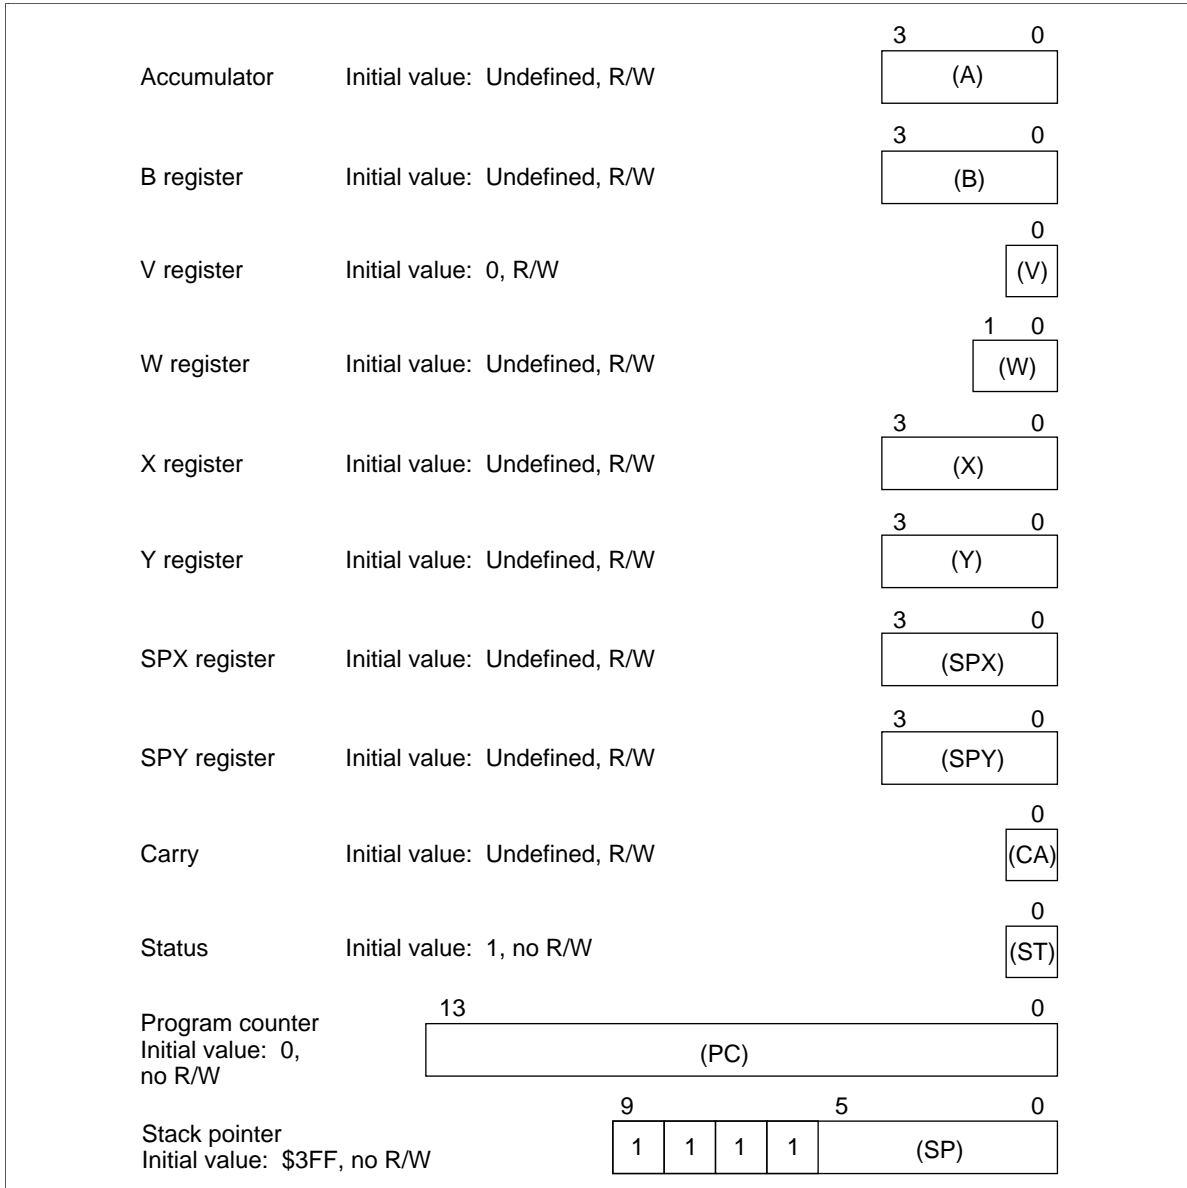 3 0
Accumulator Initial value: Undefined, R/W (A)
3 0
B register Initial value: Undefined, R/W (B)
0
V register Initial value: 0, R/W (V)
1 0
W register Initial value: Undefined, R/W (W)
3 0
X register Initial value: Undefined, R/W (X)
3 0
Y register Initial value: Undefined, R/W (Y)
3 0
SPX register Initial value: Undefined, R/W (SPX)
3 0
SPY register Initial value: Undefined, R/W (SPY)
0
Carry Initial value: Undefined, R/W (CA)
0
Status Initial value: 1, no R/W (ST)
13 0
Program counter
Initial value: 0, (PC)
no R/W
9 5 0
Stack pointer
Initial value: $3FF, no R/W 1 1 1 1 (SP)